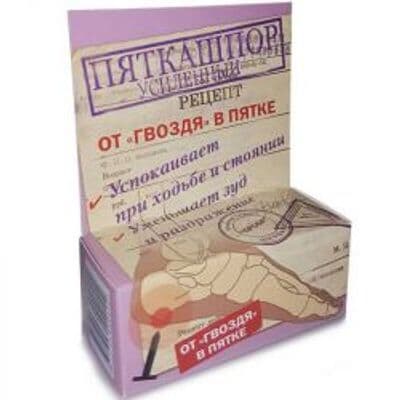 ПЯТКАШПОР
УСИЛЕННЫЙ
РЕЦЕПТ
ОТ «ГВОЗДЯ» В ПЯТКЕ
Успокаивает
при ходьбе и стоянии
Уменьшает зуд
и раздражение
ОТ «ГВОЗДЯ»
В ПЯТКЕ